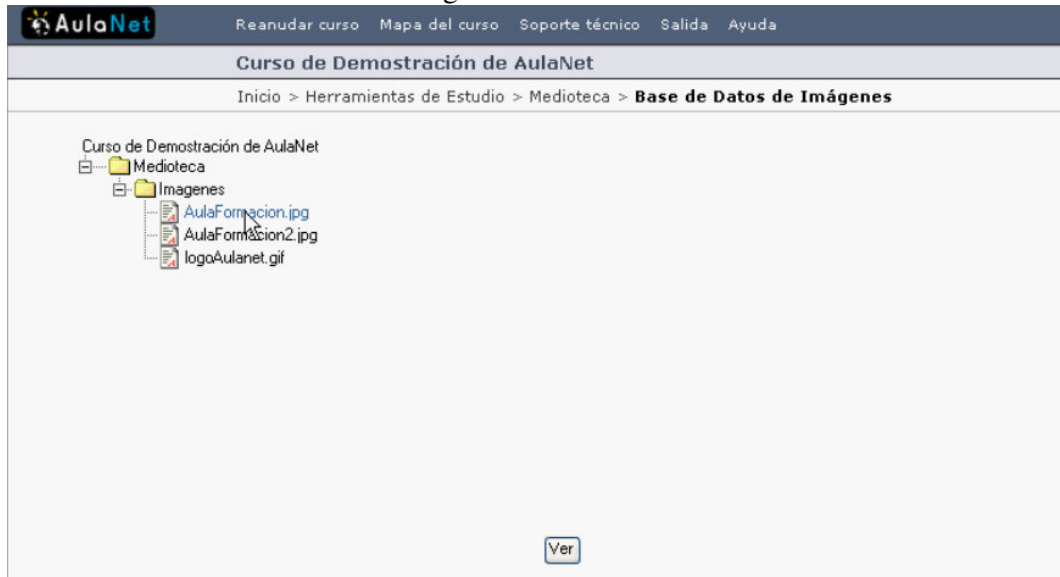 AulaNet Reanudar curso Mapa del curso Soporte técnico Salida Ayuda
Curso de Demostración de AulaNet
Inicio > Herramientas de Estudio > Medioteca > Base de Datos de Imágenes
Curso de Demostración de AulaNet
Medioteca
Imagenes
AulaFormacion.jpg
AulaFormacion2.jpg
logoAulanet.gif
Ver